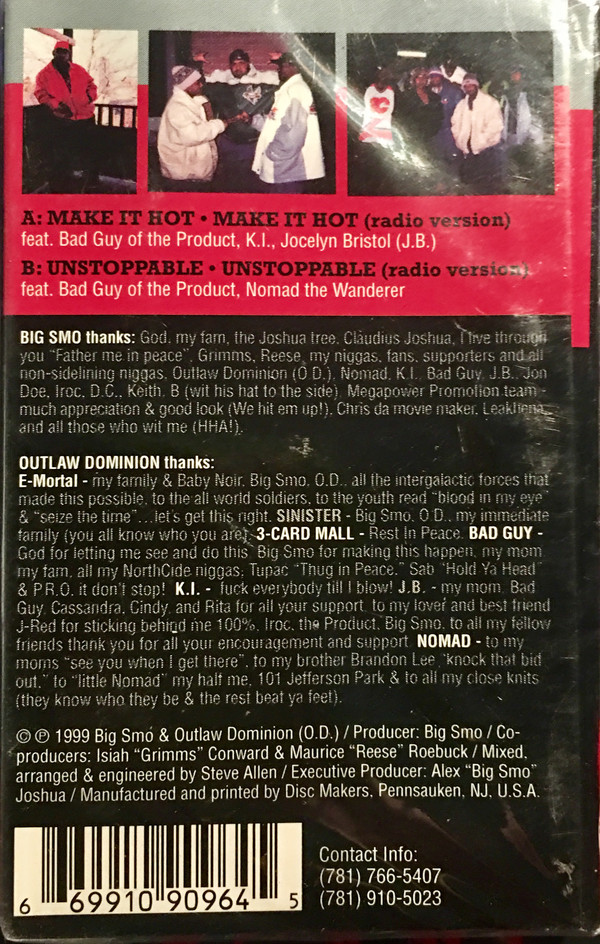 A: MAKE IT HOT • MAKE IT HOT (radio version)
feat. Bad Guy of the Product, K.I., Jocelyn Bristol (J.B.)
B: UNSTOPPABLE • UNSTOPPABLE (radio version)
feat. Bad Guy of the Product, Nomad the Wanderer
BIG SMO thanks: God, my fam, the Joshua tree, Claudius Joshua, I live through
you "Father me in peace", Grimms, Reese, my niggas, fans, supporters and all
non-sidelining niggas, Outlaw Dominion (O.D.), Nomad, K.I., Bad Guy, J.B., Jon
Doe, Iroc, D.C., Keith, B (wit his hat to the side), Megapower Promotion team -
much appreciation & good look (We hit em up!), Chris da movie maker,
and all those who wit me (HHA!).
OUTLAW DOMINION thanks:
E-Mortal - my family & Baby Noir, Big Smo, O.D., all the intergalactic forces that
made this possible, to the all world soldiers, to the youth read "blood in my eye"
& "seize the time"...let's get this right. SINISTER - Big Smo, O.D., my immediate
family (you all know who you are). 3-CARD MALL - Rest In Peace. BAD GUY -
God for letting me see and do this Big Smo for making this happen, my mom
my fam, all my NorthCide niggas, Tupac "Thug in Peace," Sab "Hold Ya Head"
& P.R.O. it don't stop! K.I. - fuck everybody till I blow! J.B. - my mom, Bad
Guy, Cassandra, Cindy, and Rita for all your support, to my lover and best friend
J-Red for sticking behind me 100%, Iroc, the Product, Big Smo, to all my fellow
friends thank you for all your encouragement and support. NOMAD - to my
moms "see you when I get there", to my brother Brandon Lee, "knock that bid
out," to "little Nomad" my half me, 101 Jefferson Park & to all my close knits
(they know who they be & the rest beat ya feet).
© ℗ 1999 Big Smo & Outlaw Dominion (O.D.) / Producer: Big Smo / Co-
producers: Isiah "Grimms" Conward & Maurice "Reese" Roebuck / Mixed,
arranged & engineered by Steve Allen / Executive Producer: Alex "Big Smo"
Joshua / Manufactured and printed by Disc Makers, Pennsauken, NJ, U.S.A.
Contact Info:
(781) 766-5407
(781) 910-5023
6 69910 90964 5